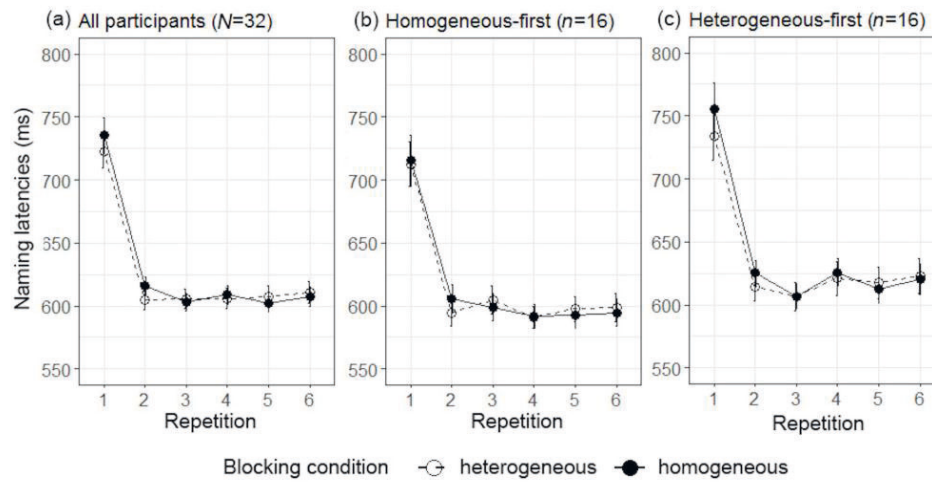 (a) All participants (N=32)
(b) Homogeneous-first (n=16)
(c) Heterogeneous-first (n=16)
Naming latencies (ms)
800
750
700
650
600
550
1 2 3 4 5 6
Repetition
800
750
700
650
600
550
1 2 3 4 5 6
Repetition
800
750
700
650
600
550
1 2 3 4 5 6
Repetition
Blocking condition heterogeneous homogeneous